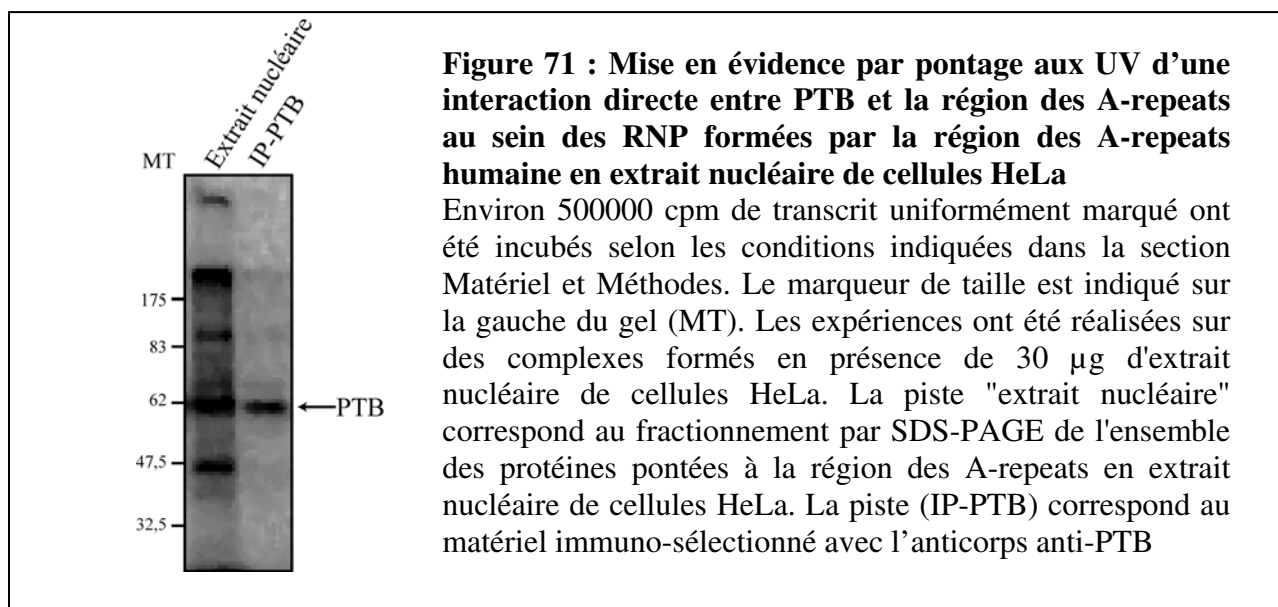 Extrait nucléaire
IP-PTB
MT
175
83
62
PTB
47,5
32,5
Figure 71 : Mise en évidence par pontage aux UV d’une
interaction directe entre PTB et la région des A-repeats
au sein des RNP formées par la région des A-repeats
humaine en extrait nucléaire de cellules HeLa
Environ 500000 cpm de transcrit uniformément marqué ont
été incubés selon les conditions indiquées dans la section
Matériel et Méthodes. Le marqueur de taille est indiqué sur
la gauche du gel (MT). Les expériences ont été réalisées sur
des complexes formés en présence de 30 µg d'extrait
nucléaire de cellules HeLa. La piste "extrait nucléaire"
correspond au fractionnement par SDS-PAGE de l'ensemble
des protéines pontées à la région des A-repeats en extrait
nucléaire de cellules HeLa. La piste (IP-PTB) correspond au
matériel immuno-sélectionné avec l’anticorps anti-PTB